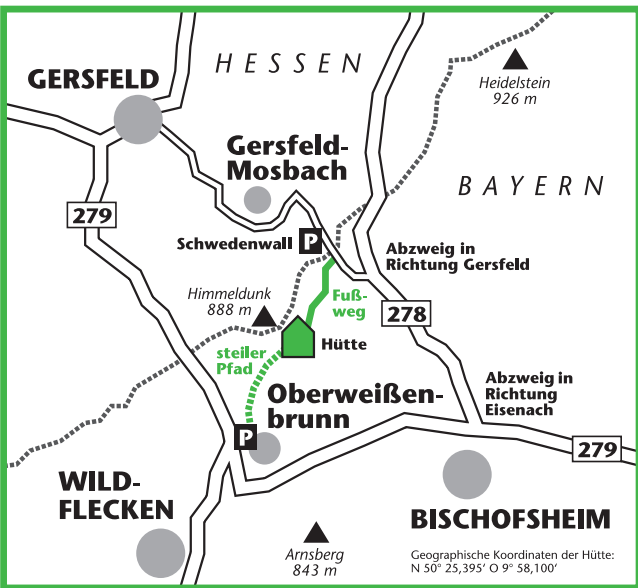 HESSEN
GERSFELD
Heidelstein
926 m
Gersfeld-
Mosbach
BAYERN
279
Schwedenwall
P
Abzweig in
Richtung Gersfeld
Himmeldunk
888 m
Fuß-
weg
278
Hütte
steiler
Pfad
Oberweißen-
brunn
Abzweig in
Richtung
Eisenach
P
279
WILD-
FLECKEN
BISCHOFSHEIM
Arnsberg
843 m
Geographische Koordinaten der Hütte:
N 50° 25,395‘ O 9° 58,100‘